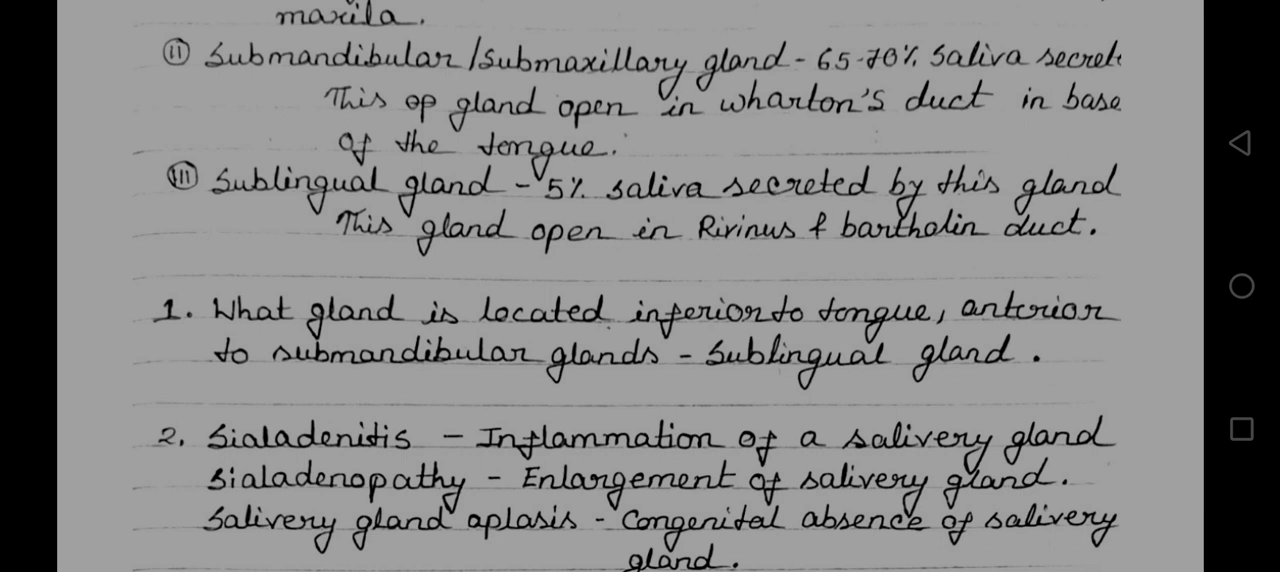 maxila.
(ii) Submandibular/Submaxillary gland - 65-70% Saliva secret
This op gland open in wharton's duct in base
of the tongue.
(iii) Sublingual gland - 5% saliva secreted by this gland
This gland open in Rivinus & bartholin duct.
1. What gland is located inferior to tongue, anterior
to submandibular glands - Sublingual gland.
2. Sialadenitis - Inflammation of a salivery gland
Sialadenopathy - Enlargement of salivery gland.
Salivery gland aplasis - Congenital absence of salivery
gland.